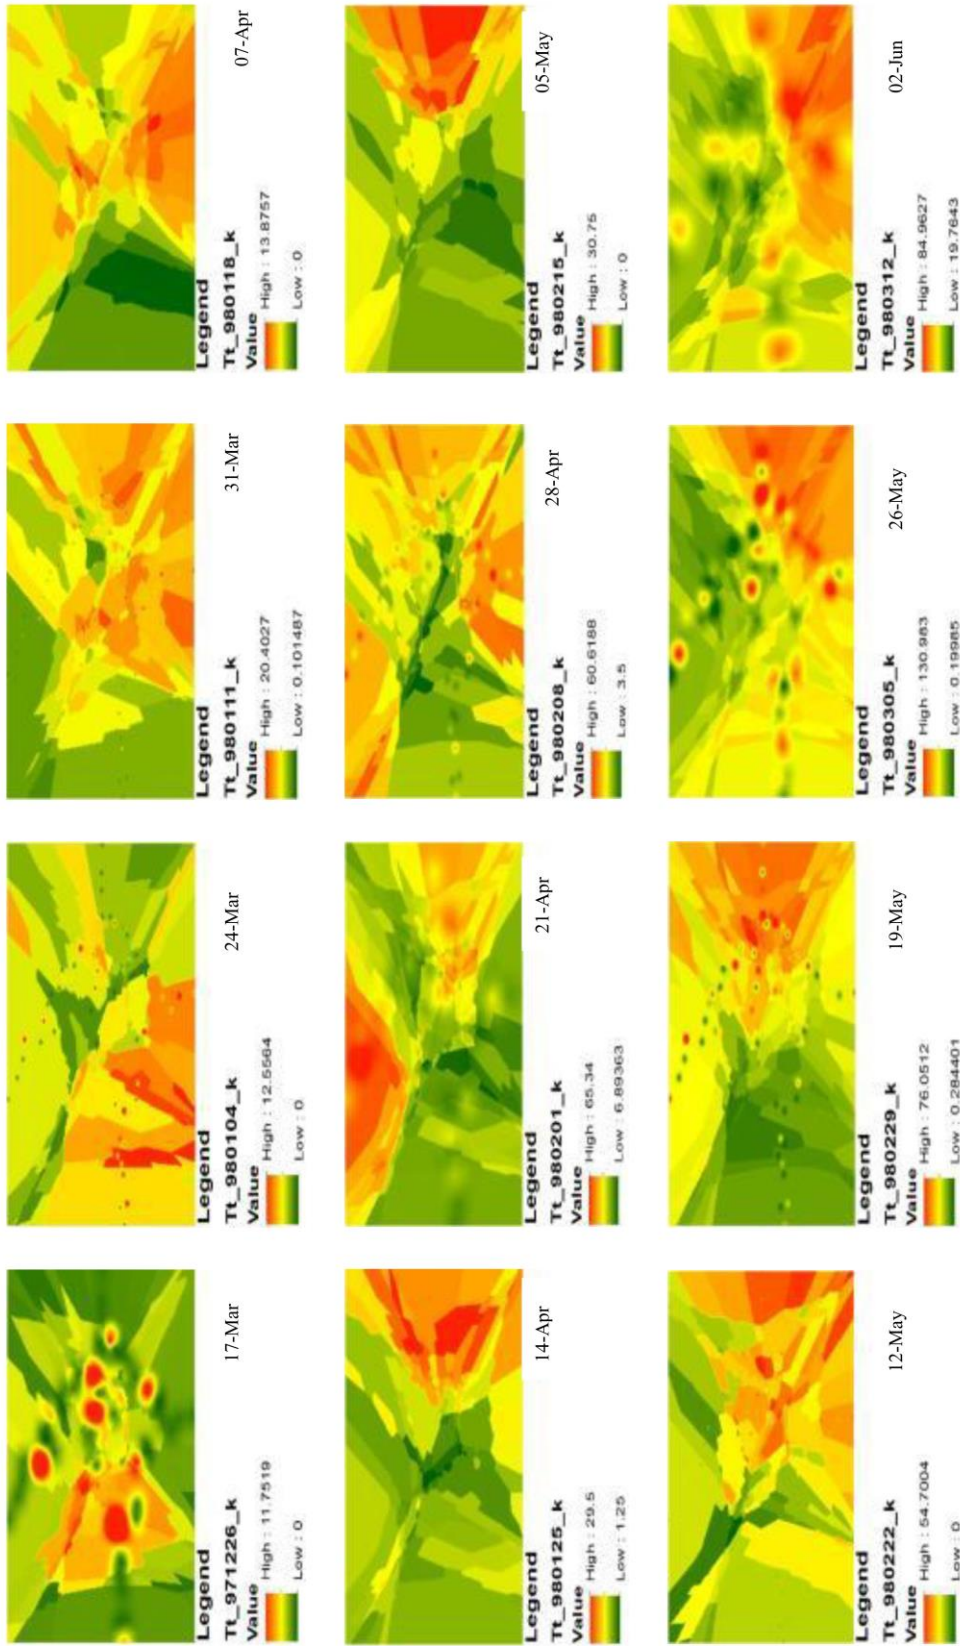 Legend
Tt_971226_k
Value
High : 11.7519
Low : 0
17-Mar
Legend
Tt_980104_k
Value
High : 12.5564
Low : 0
24-Mar
Legend
Tt_980111_k
Value
High : 20.4027
Low : 0.101487
31-Mar
Legend
Tt_980118_k
Value
High : 13.8757
Low : 0
07-Apr
Legend
Tt_980125_k
Value
High : 29.5
Low : 1.25
14-Apr
Legend
Tt_980201_k
Value
High : 65.34
Low : 6.89363
21-Apr
Legend
Tt_980208_k
Value
High : 60.6188
Low : 3.5
28-Apr
Legend
Tt_980215_k
Value
High : 30.75
Low : 0
05-May
Legend
Tt_980222_k
Value
High : 54.7004
Low : 0
12-May
Legend
Tt_980229_k
Value
High : 76.0512
Low : 0.284401
19-May
Legend
Tt_980305_k
Value
High : 130.983
Low : 0.19985
26-May
Legend
Tt_980312_k
Value
High : 84.9627
Low : 19.7643
02-Jun